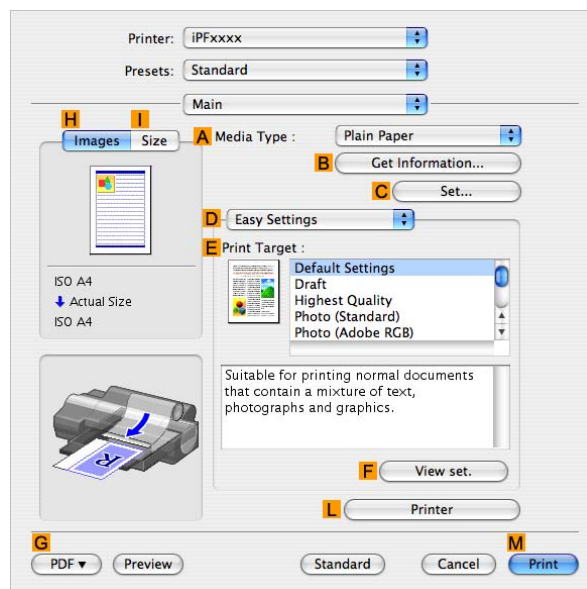 Printer: iPFxxxx
Presets: Standard
Main
H I
Images Size
A Media Type : Plain Paper
B Get Information...
C Set...
D Easy Settings
E Print Target :
Default Settings
Draft
Highest Quality
Photo (Standard)
Photo (Adobe RGB)
ISO A4
Actual Size
ISO A4
Suitable for printing normal documents
that contain a mixture of text,
photographs and graphics.
R
F View set.
L Printer
G M
PDF Preview Standard Cancel Print